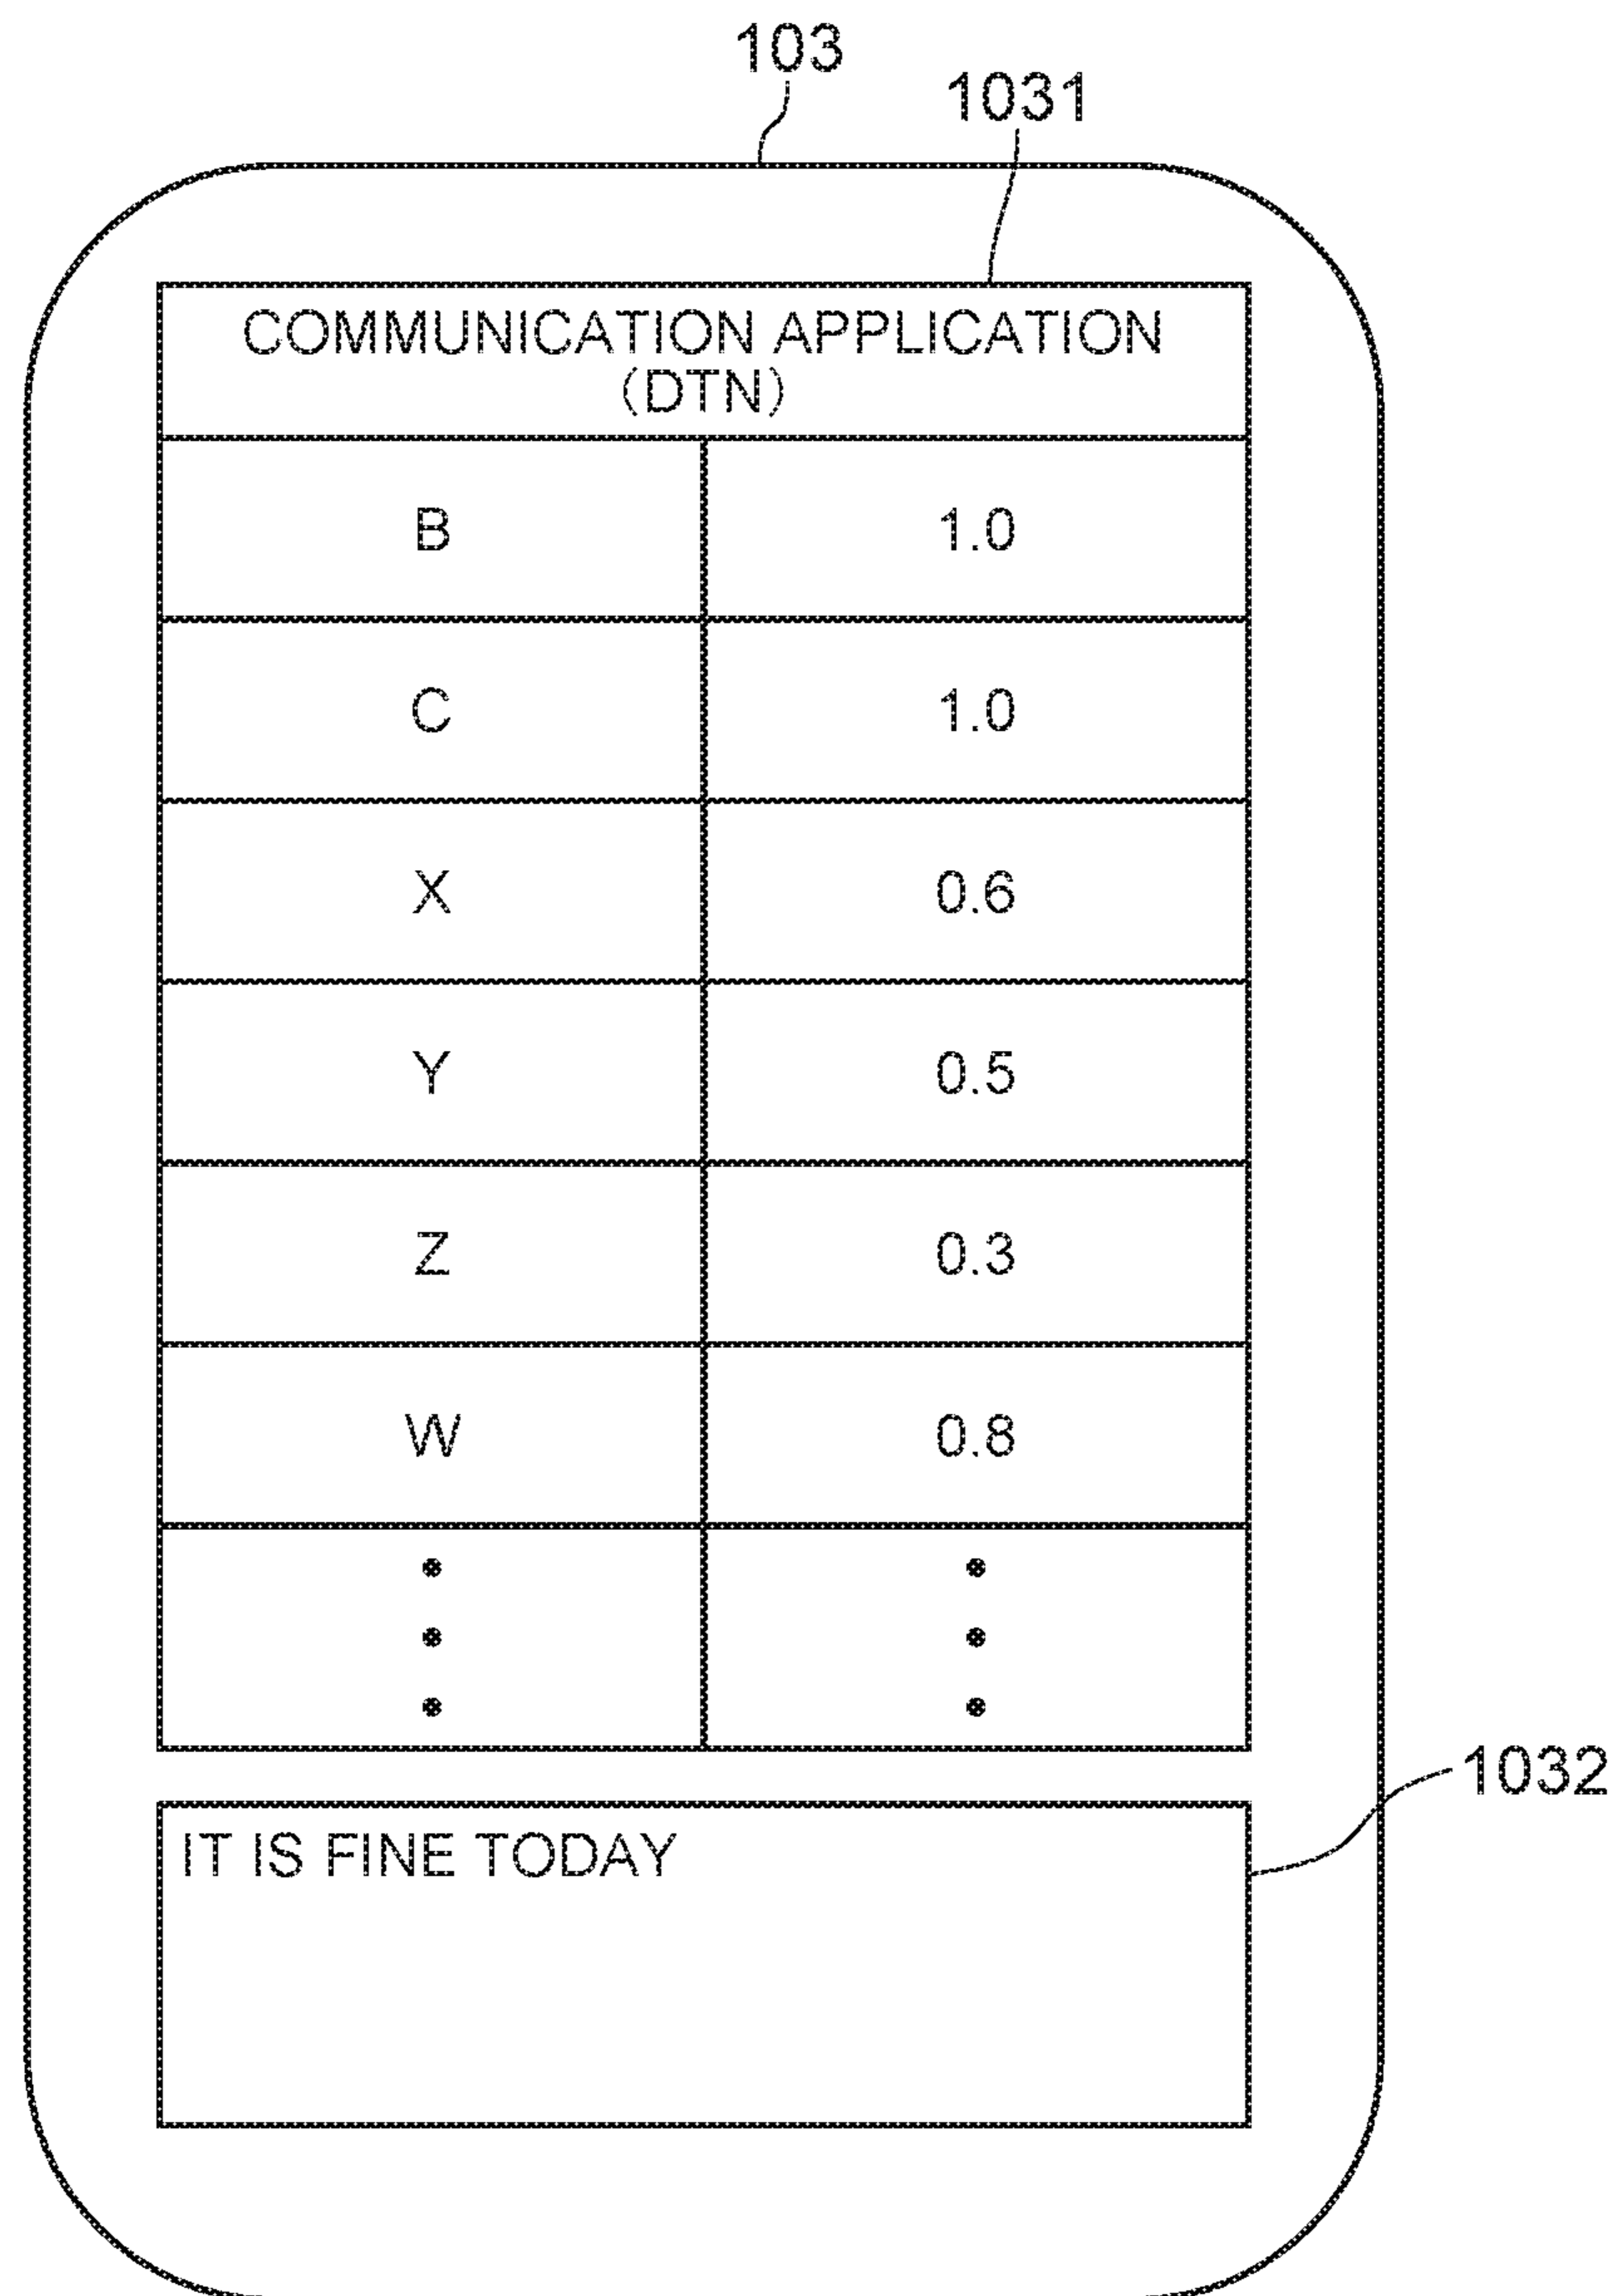 103
1031
COMMUNICATION APPLICATION
(DTN)
B 1.0
C 1.0
X 0.6
Y 0.5
Z 0.3
W 0.8
1032
IT IS FINE TODAY